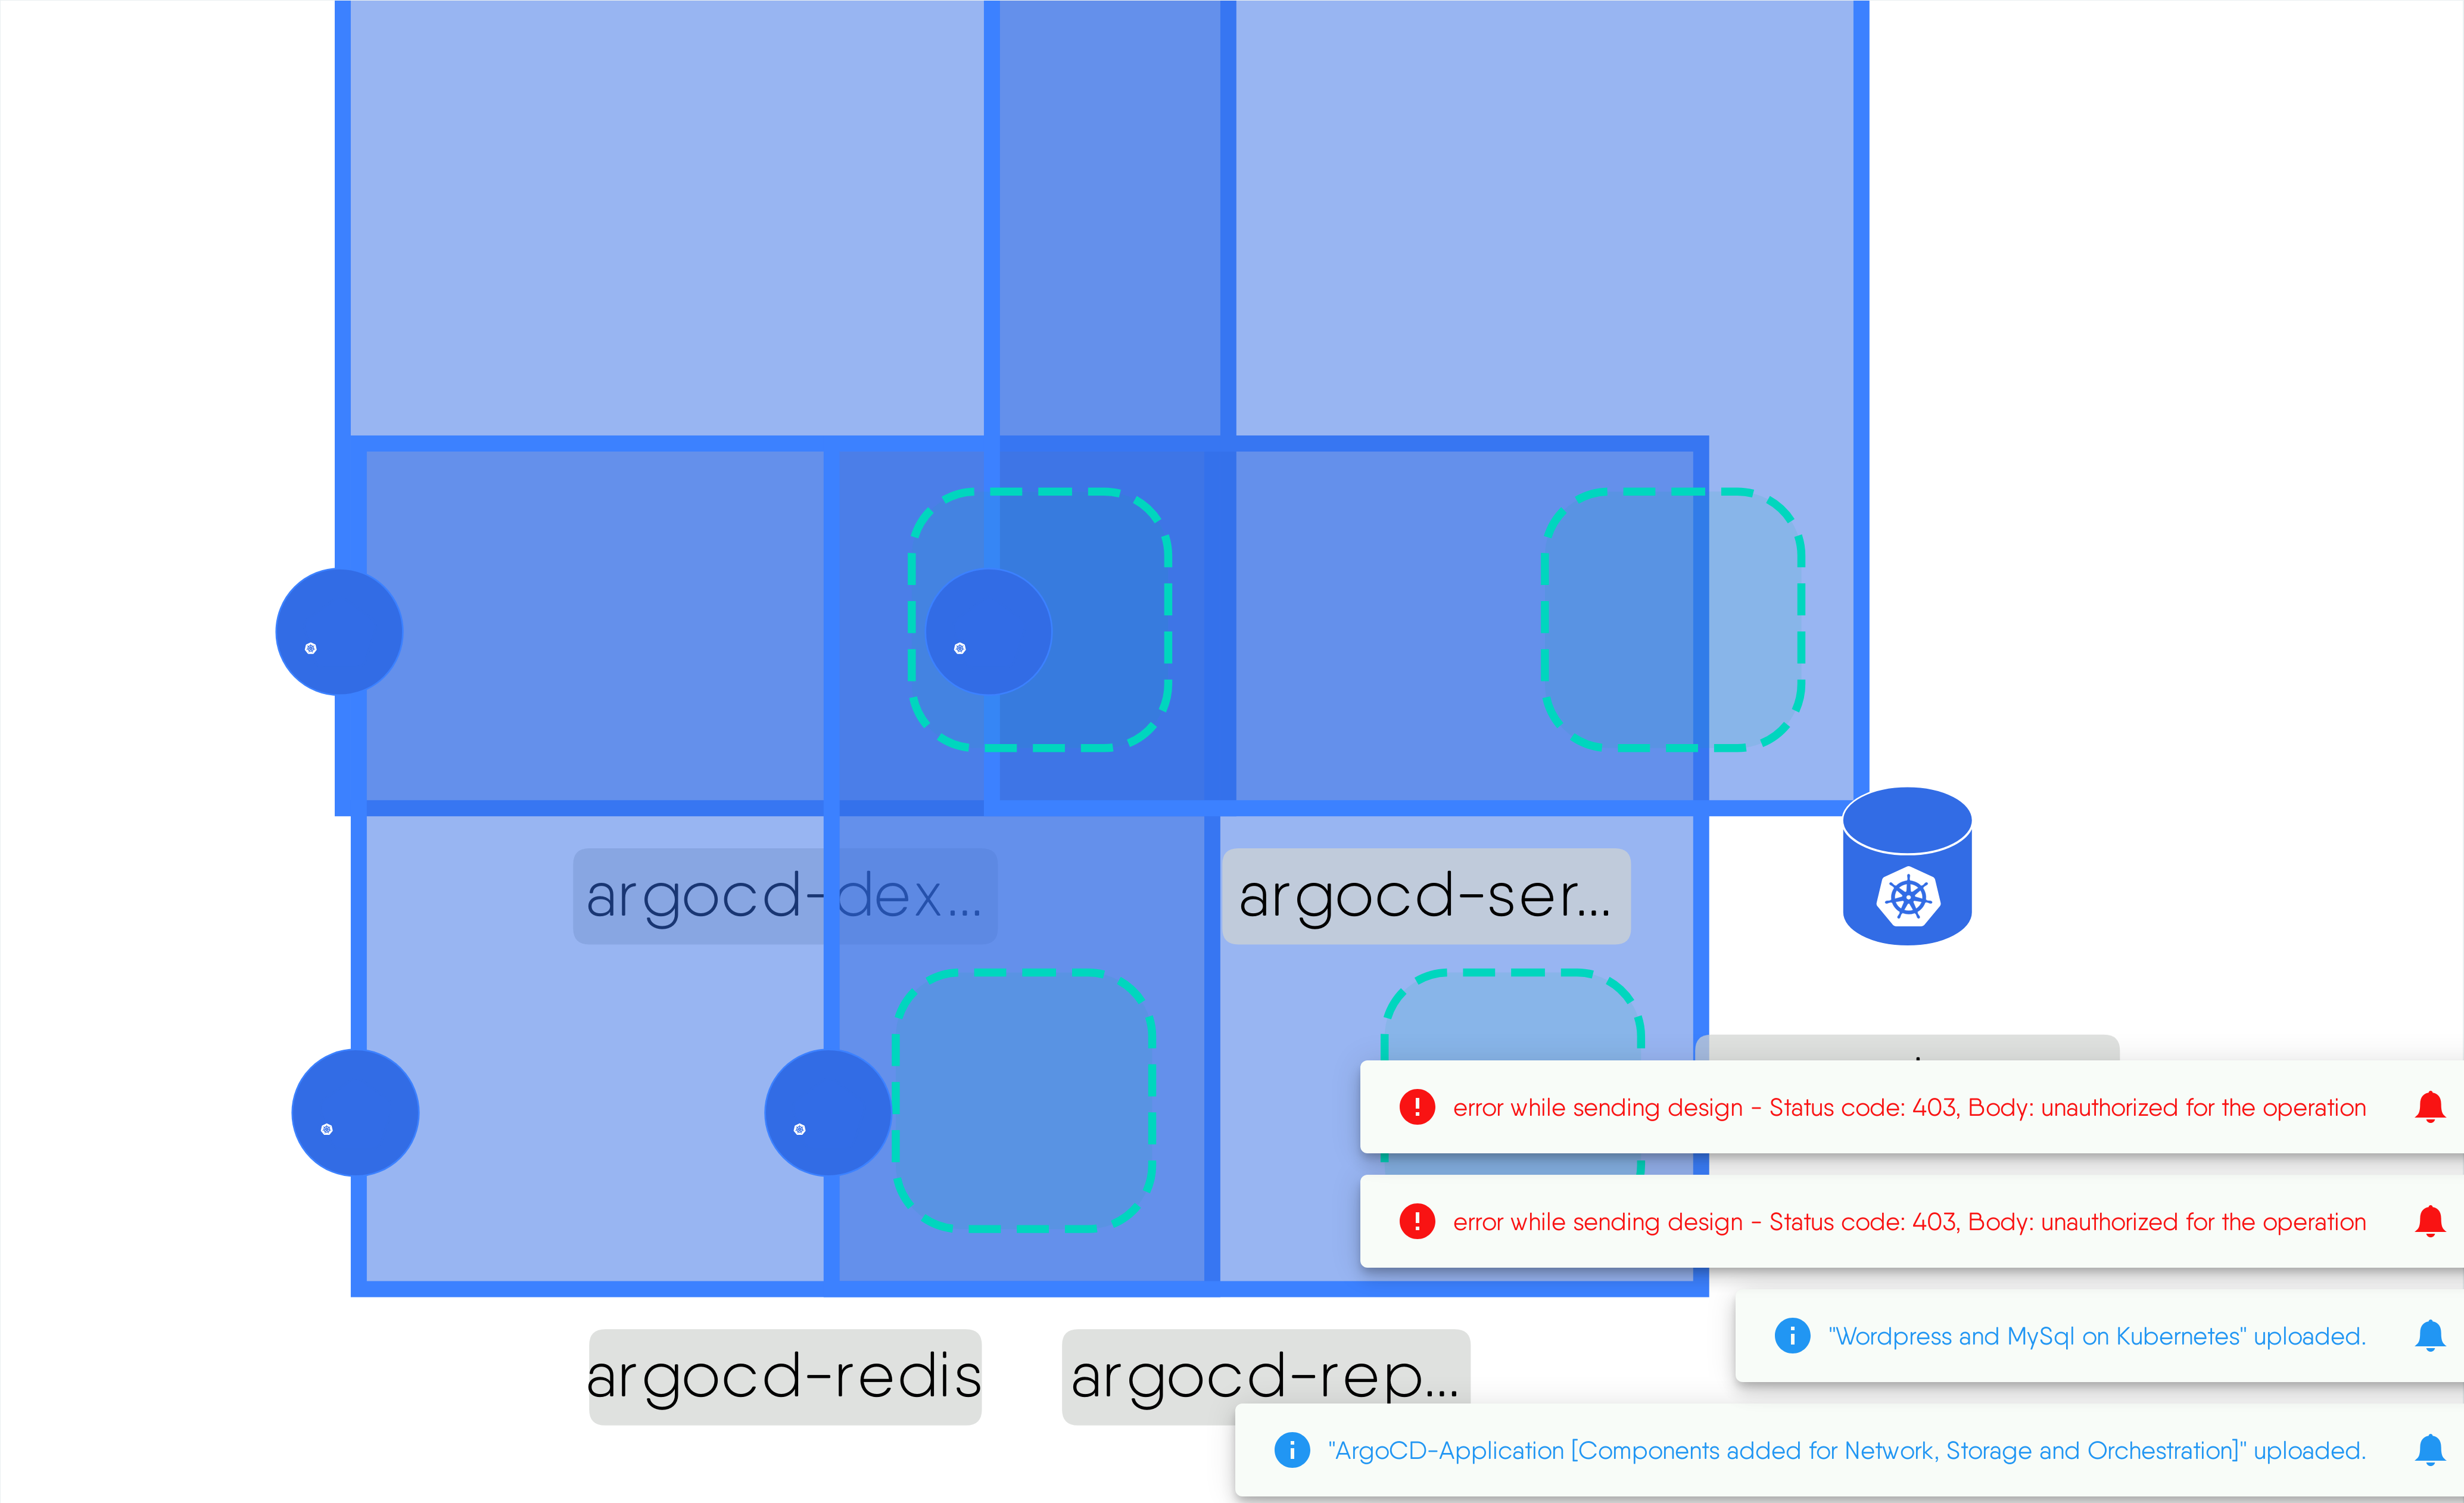 argocd-dex...
argocd-ser...
error while sending design - Status code: 403, Body: unauthorized for the operation
error while sending design - Status code: 403, Body: unauthorized for the operation
"Wordpress and MySql on Kubernetes" uploaded.
argocd-redis
argocd-rep...
"ArgoCD-Application [Components added for Network, Storage and Orchestration]" uploaded.